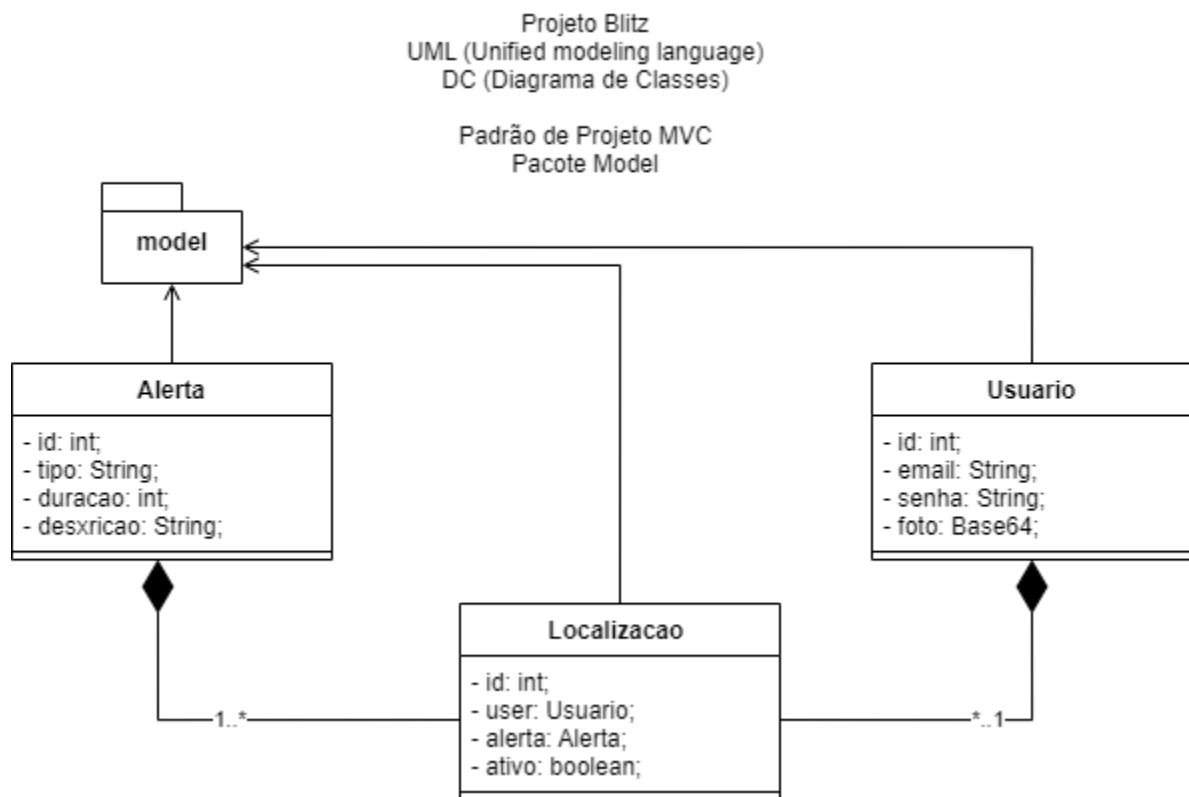 Projeto Blitz
UML (Unified modeling language)
DC (Diagrama de Classes)
Padrão de Projeto MVC
Pacote Model
model
Alerta
- id: int;
- tipo: String;
- duracao: int;
- desxricao: String;
Usuario
- id: int;
- email: String;
- senha: String;
- foto: Base64;
Localizacao
- id: int;
- user: Usuario;
- alerta: Alerta;
- ativo: boolean;
1..*
*..1